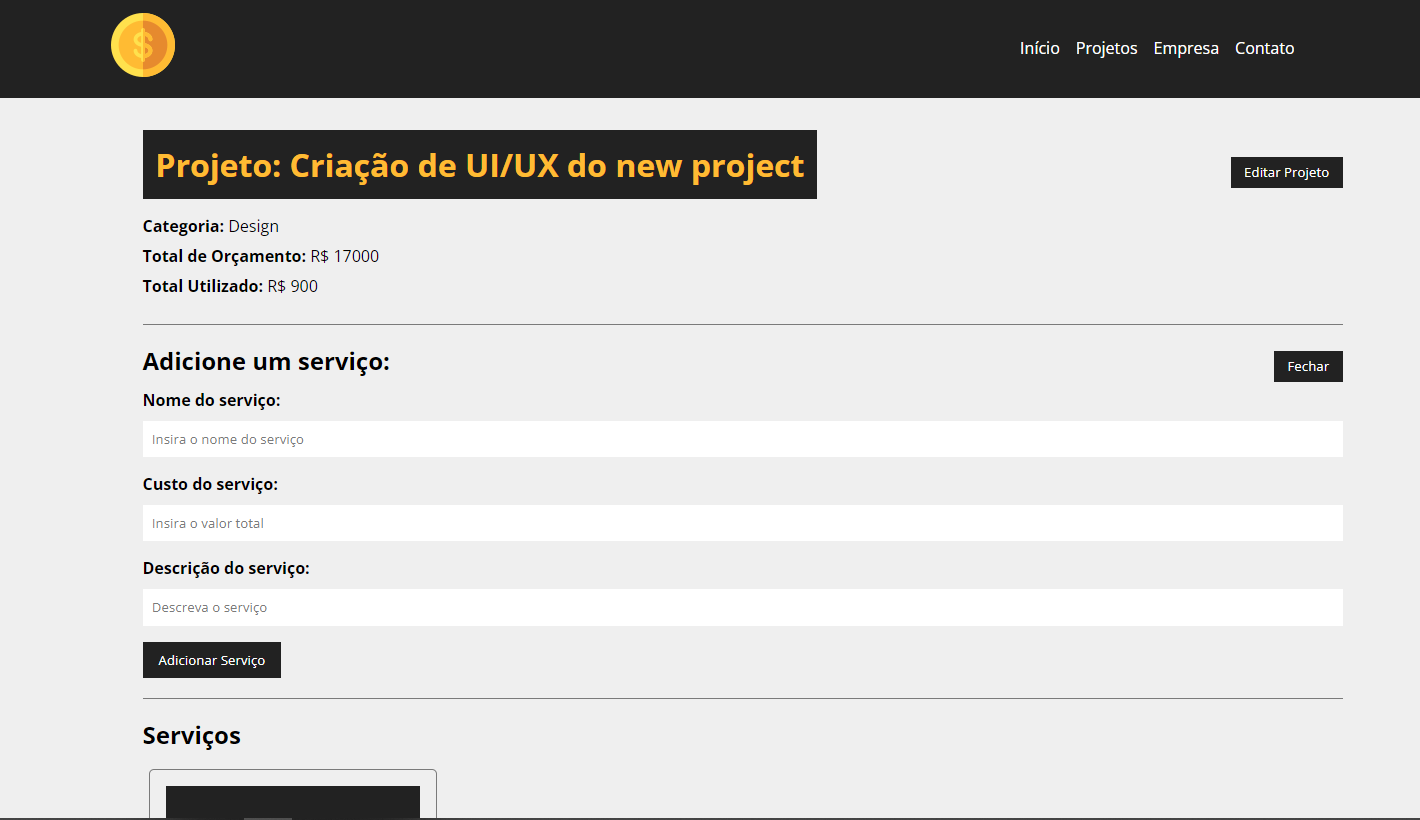 $
Início Projetos Empresa Contato
Projeto: Criação de UI/UX do new project
Editar Projeto
Categoria: Design
Total de Orçamento: R$ 17000
Total Utilizado: R$ 900
Adicione um serviço:
Fechar
Nome do serviço:
Insira o nome do serviço
Custo do serviço:
Insira o valor total
Descrição do serviço:
Descreva o serviço
Adicionar Serviço
Serviços